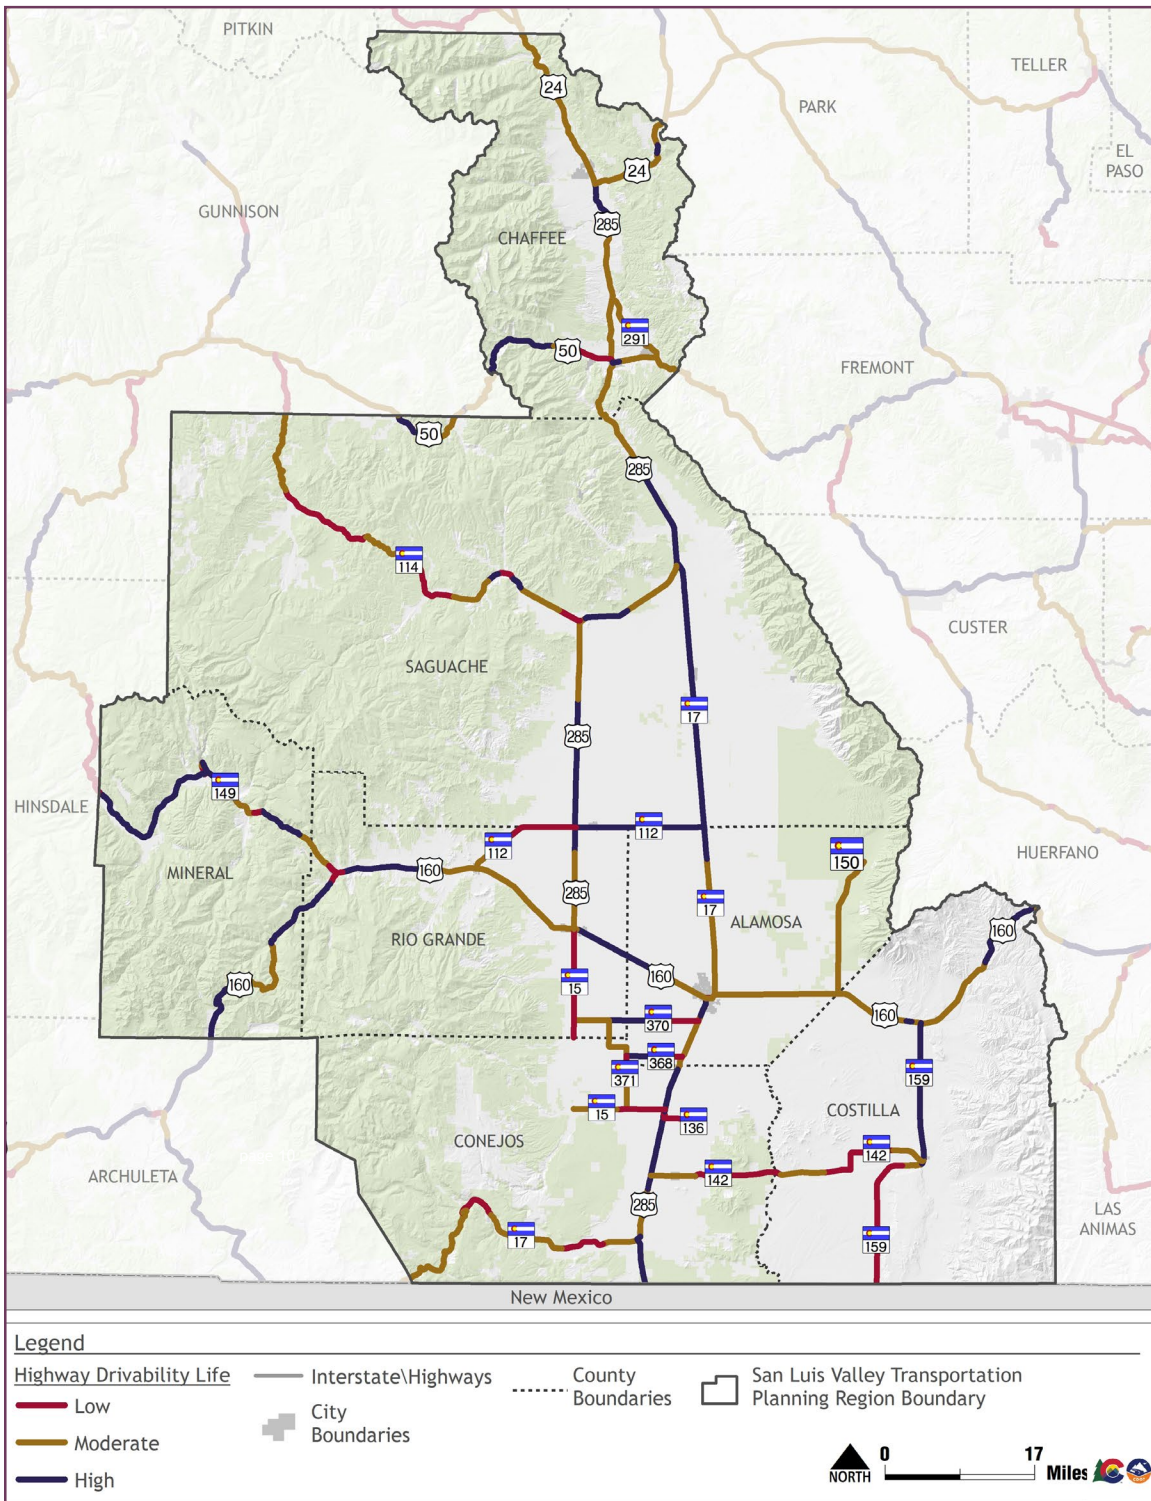 PITKIN
TELLER
24
PARK
EL
PASO
24
GUNNISON
285
CHAFFEE
291
50
FREMONT
50
285
114
CUSTER
SAGUACHE
17
285
149
HINSDALE
112
112
150
HUERFANO
MINERAL
160
285
17
ALAMOSA
160
RIO GRANDE
15
160
160
160
370
368
371
159
15
136
COSTILLA
CONEJOS
142
142
ARCHULETA
285
LAS
ANIMAS
17
159
New Mexico
Legend
Highway Drivability Life
Low
Moderate
High
Interstate\Highways
City
Boundaries
County
Boundaries
San Luis Valley Transportation
Planning Region Boundary
NORTH
0
17
Miles